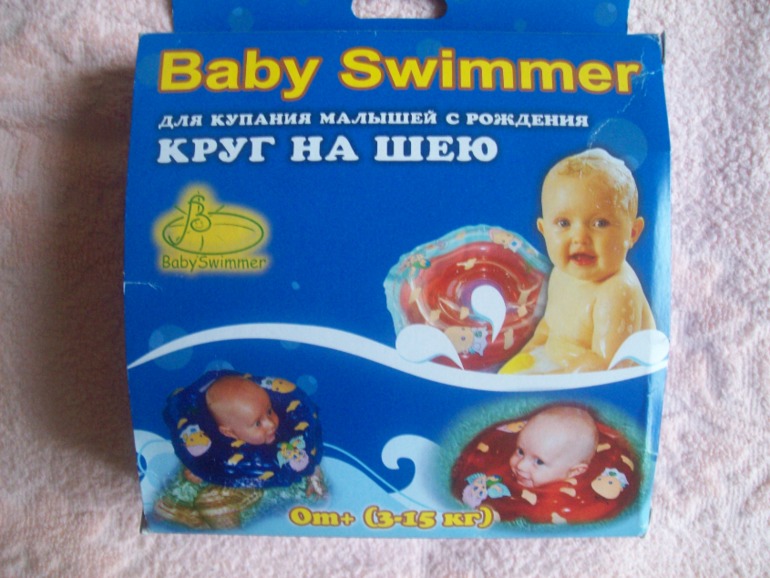 Baby Swimmer
ДЛЯ КУПАНИЯ МАЛЫШЕЙ С РОЖДЕНИЯ
КРУГ НА ШЕЮ
BabySwimmer
0m+ (3-15 кг)